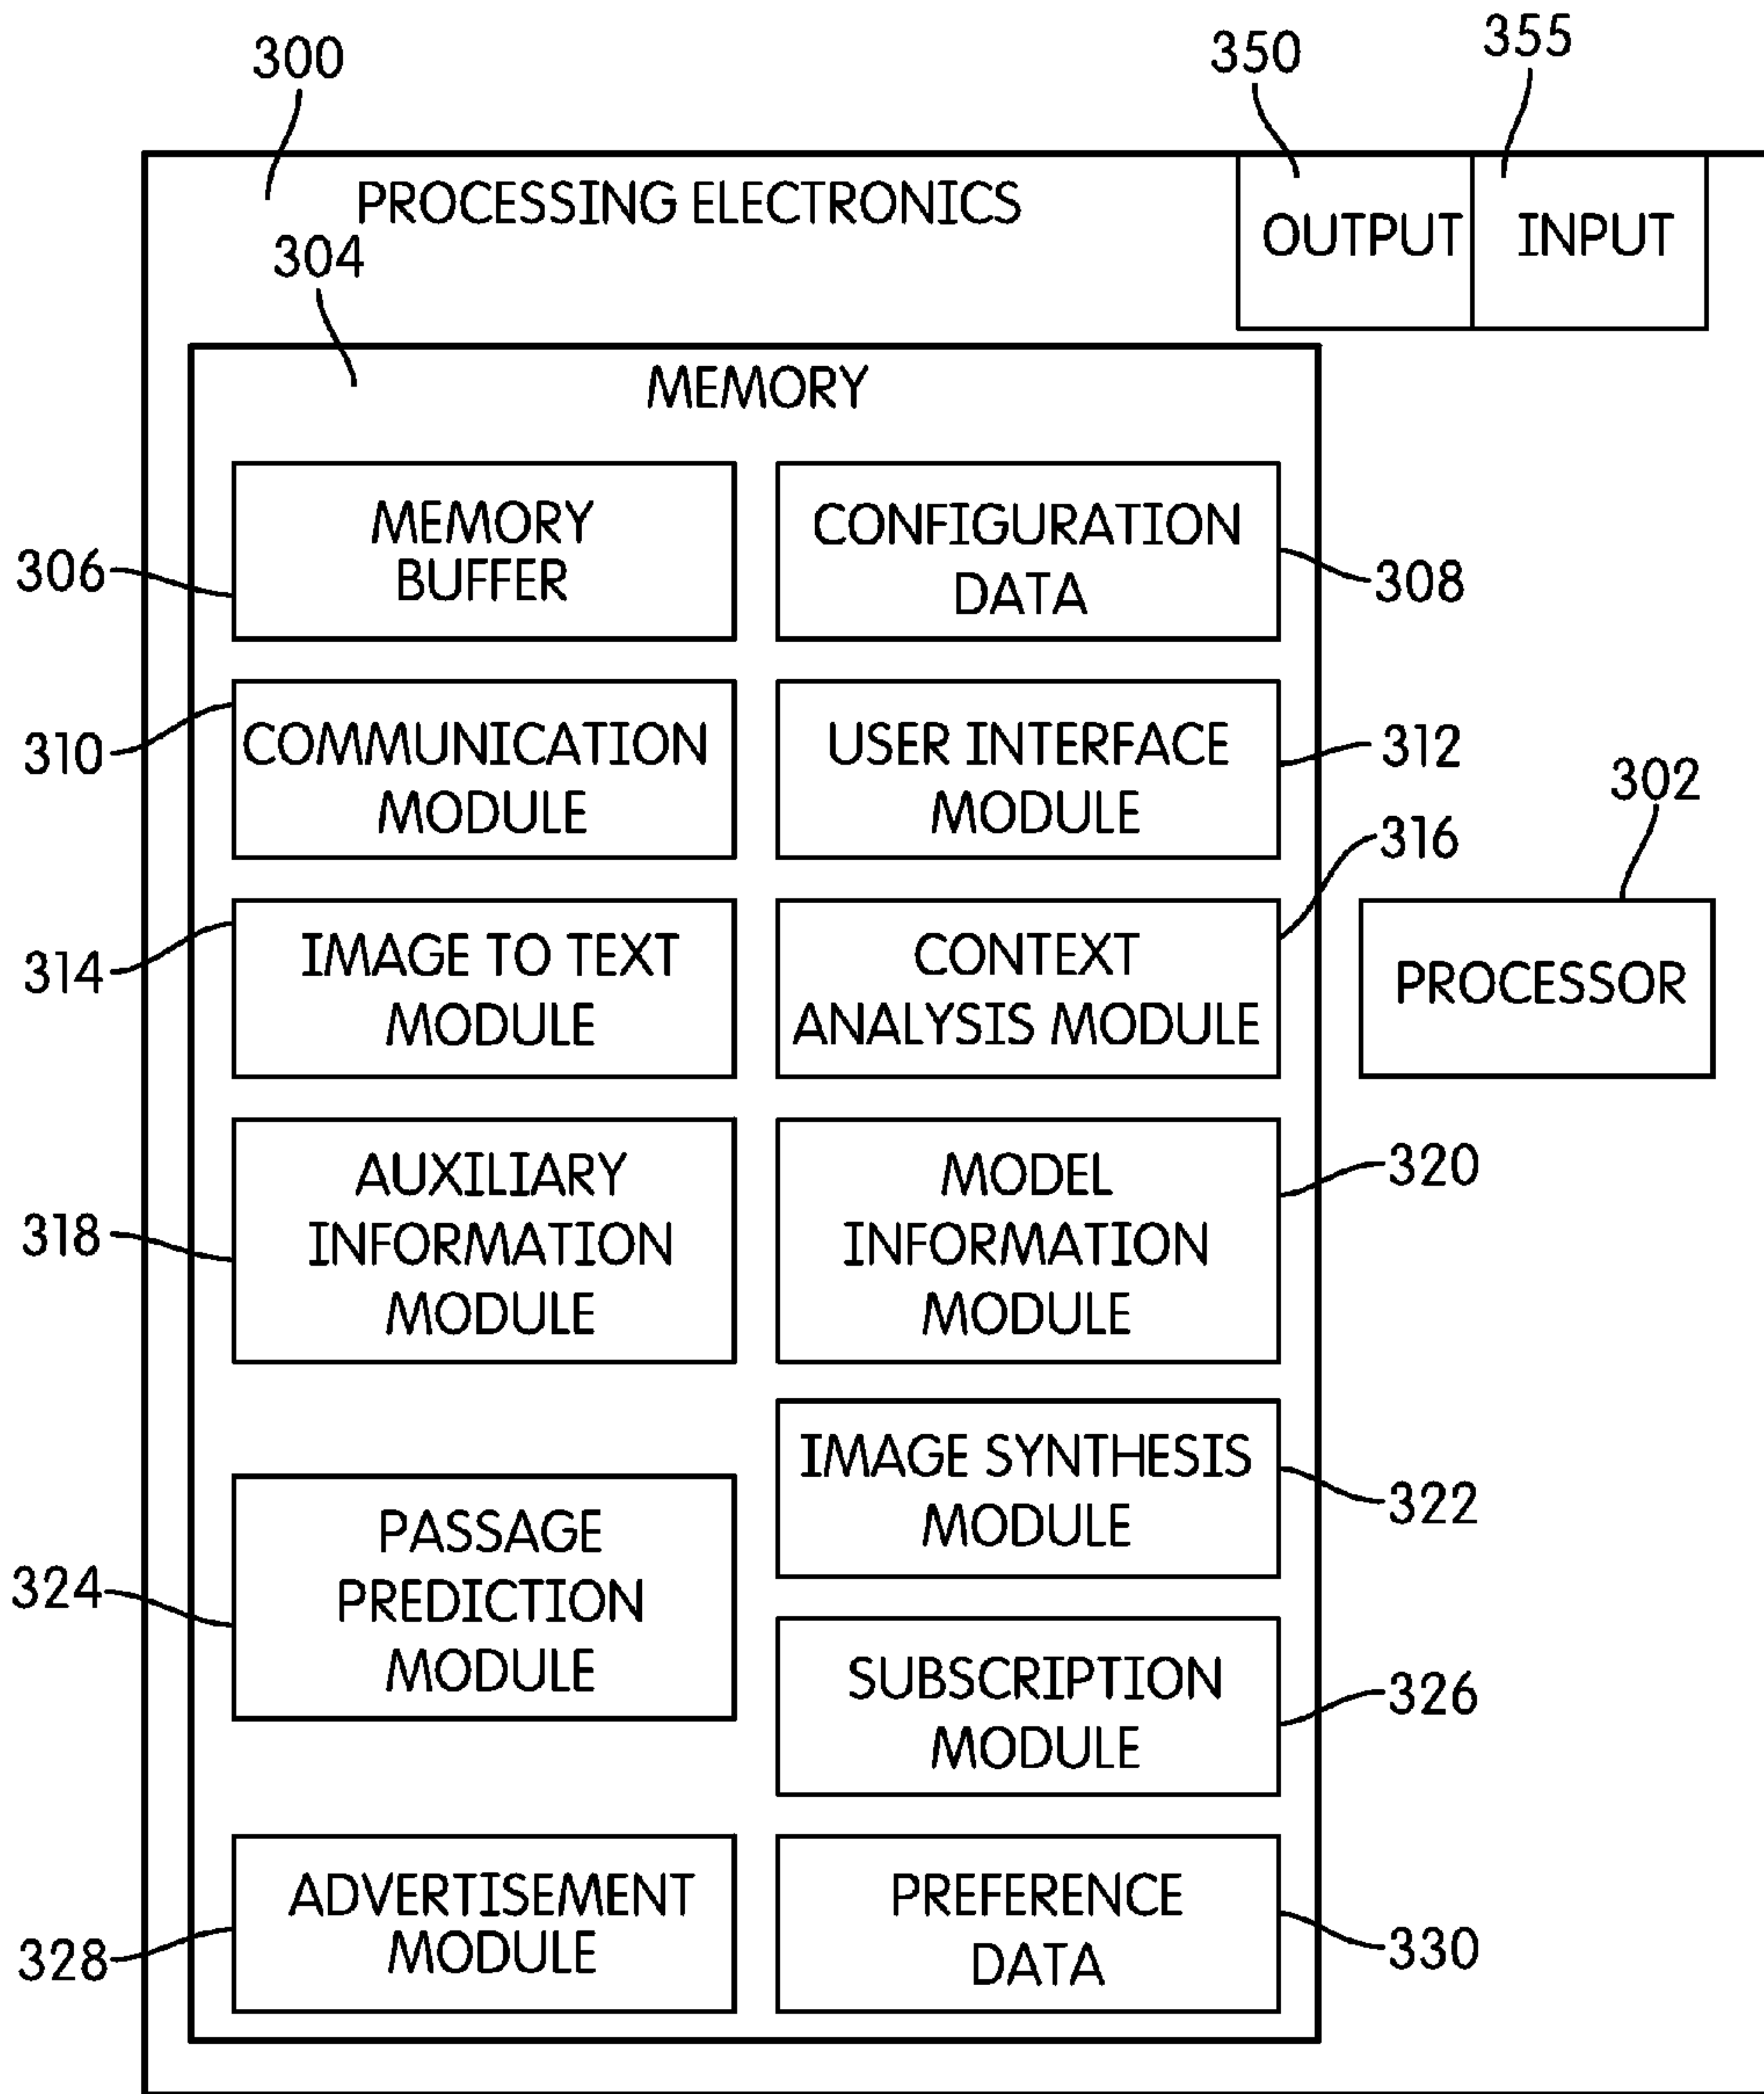 300
350
355
PROCESSING ELECTRONICS
OUTPUT
INPUT
304
MEMORY
MEMORY
BUFFER
306
CONFIGURATION
DATA
308
310
COMMUNICATION
MODULE
USER INTERFACE
MODULE
312
302
314
IMAGE TO TEXT
MODULE
CONTEXT
ANALYSIS MODULE
316
PROCESSOR
318
AUXILIARY
INFORMATION
MODULE
MODEL
INFORMATION
MODULE
320
IMAGE SYNTHESIS
MODULE
322
324
PASSAGE
PREDICTION
MODULE
SUBSCRIPTION
MODULE
326
328
ADVERTISEMENT
MODULE
PREFERENCE
DATA
330